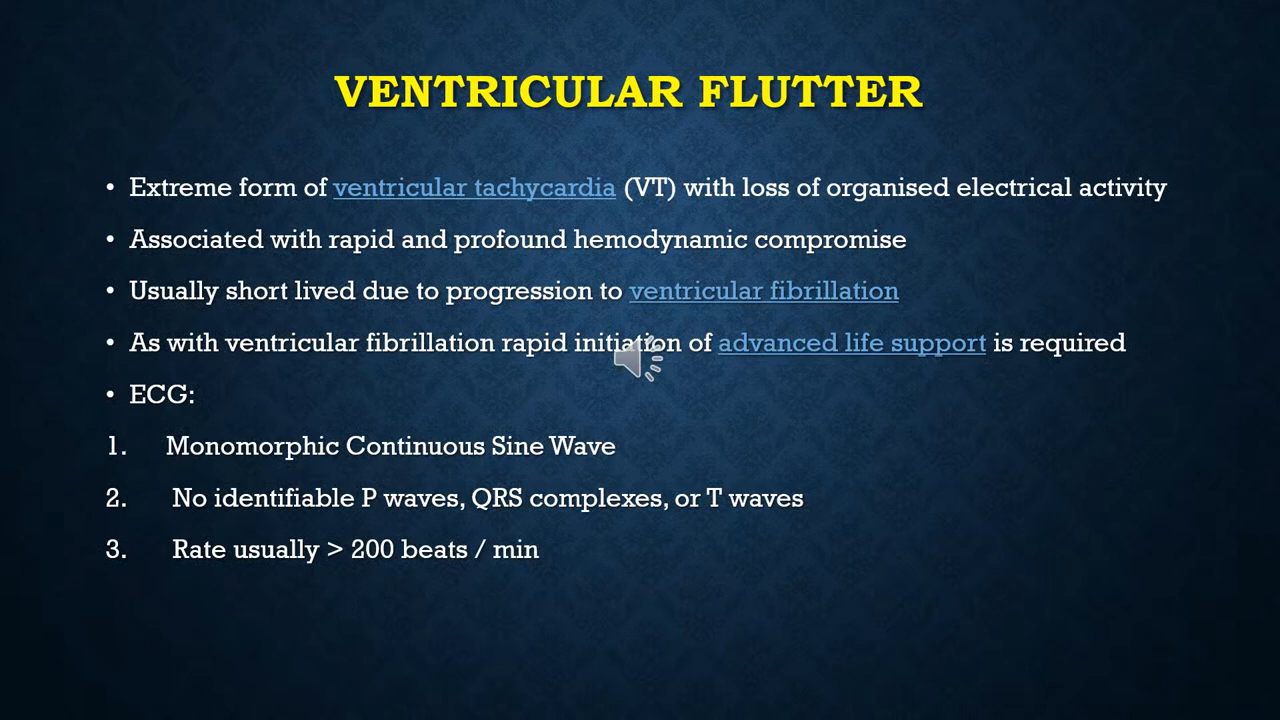 VENTRICULAR FLUTTER
• Extreme form of ventricular tachycardia (VT) with loss of organised electrical activity
• Associated with rapid and profound hemodynamic compromise
• Usually short lived due to progression to ventricular fibrillation
• As with ventricular fibrillation rapid initiation of advanced life support is required
• ECG:
1. Monomorphic Continuous Sine Wave
2. No identifiable P waves, QRS complexes, or T waves
3. Rate usually > 200 beats / min